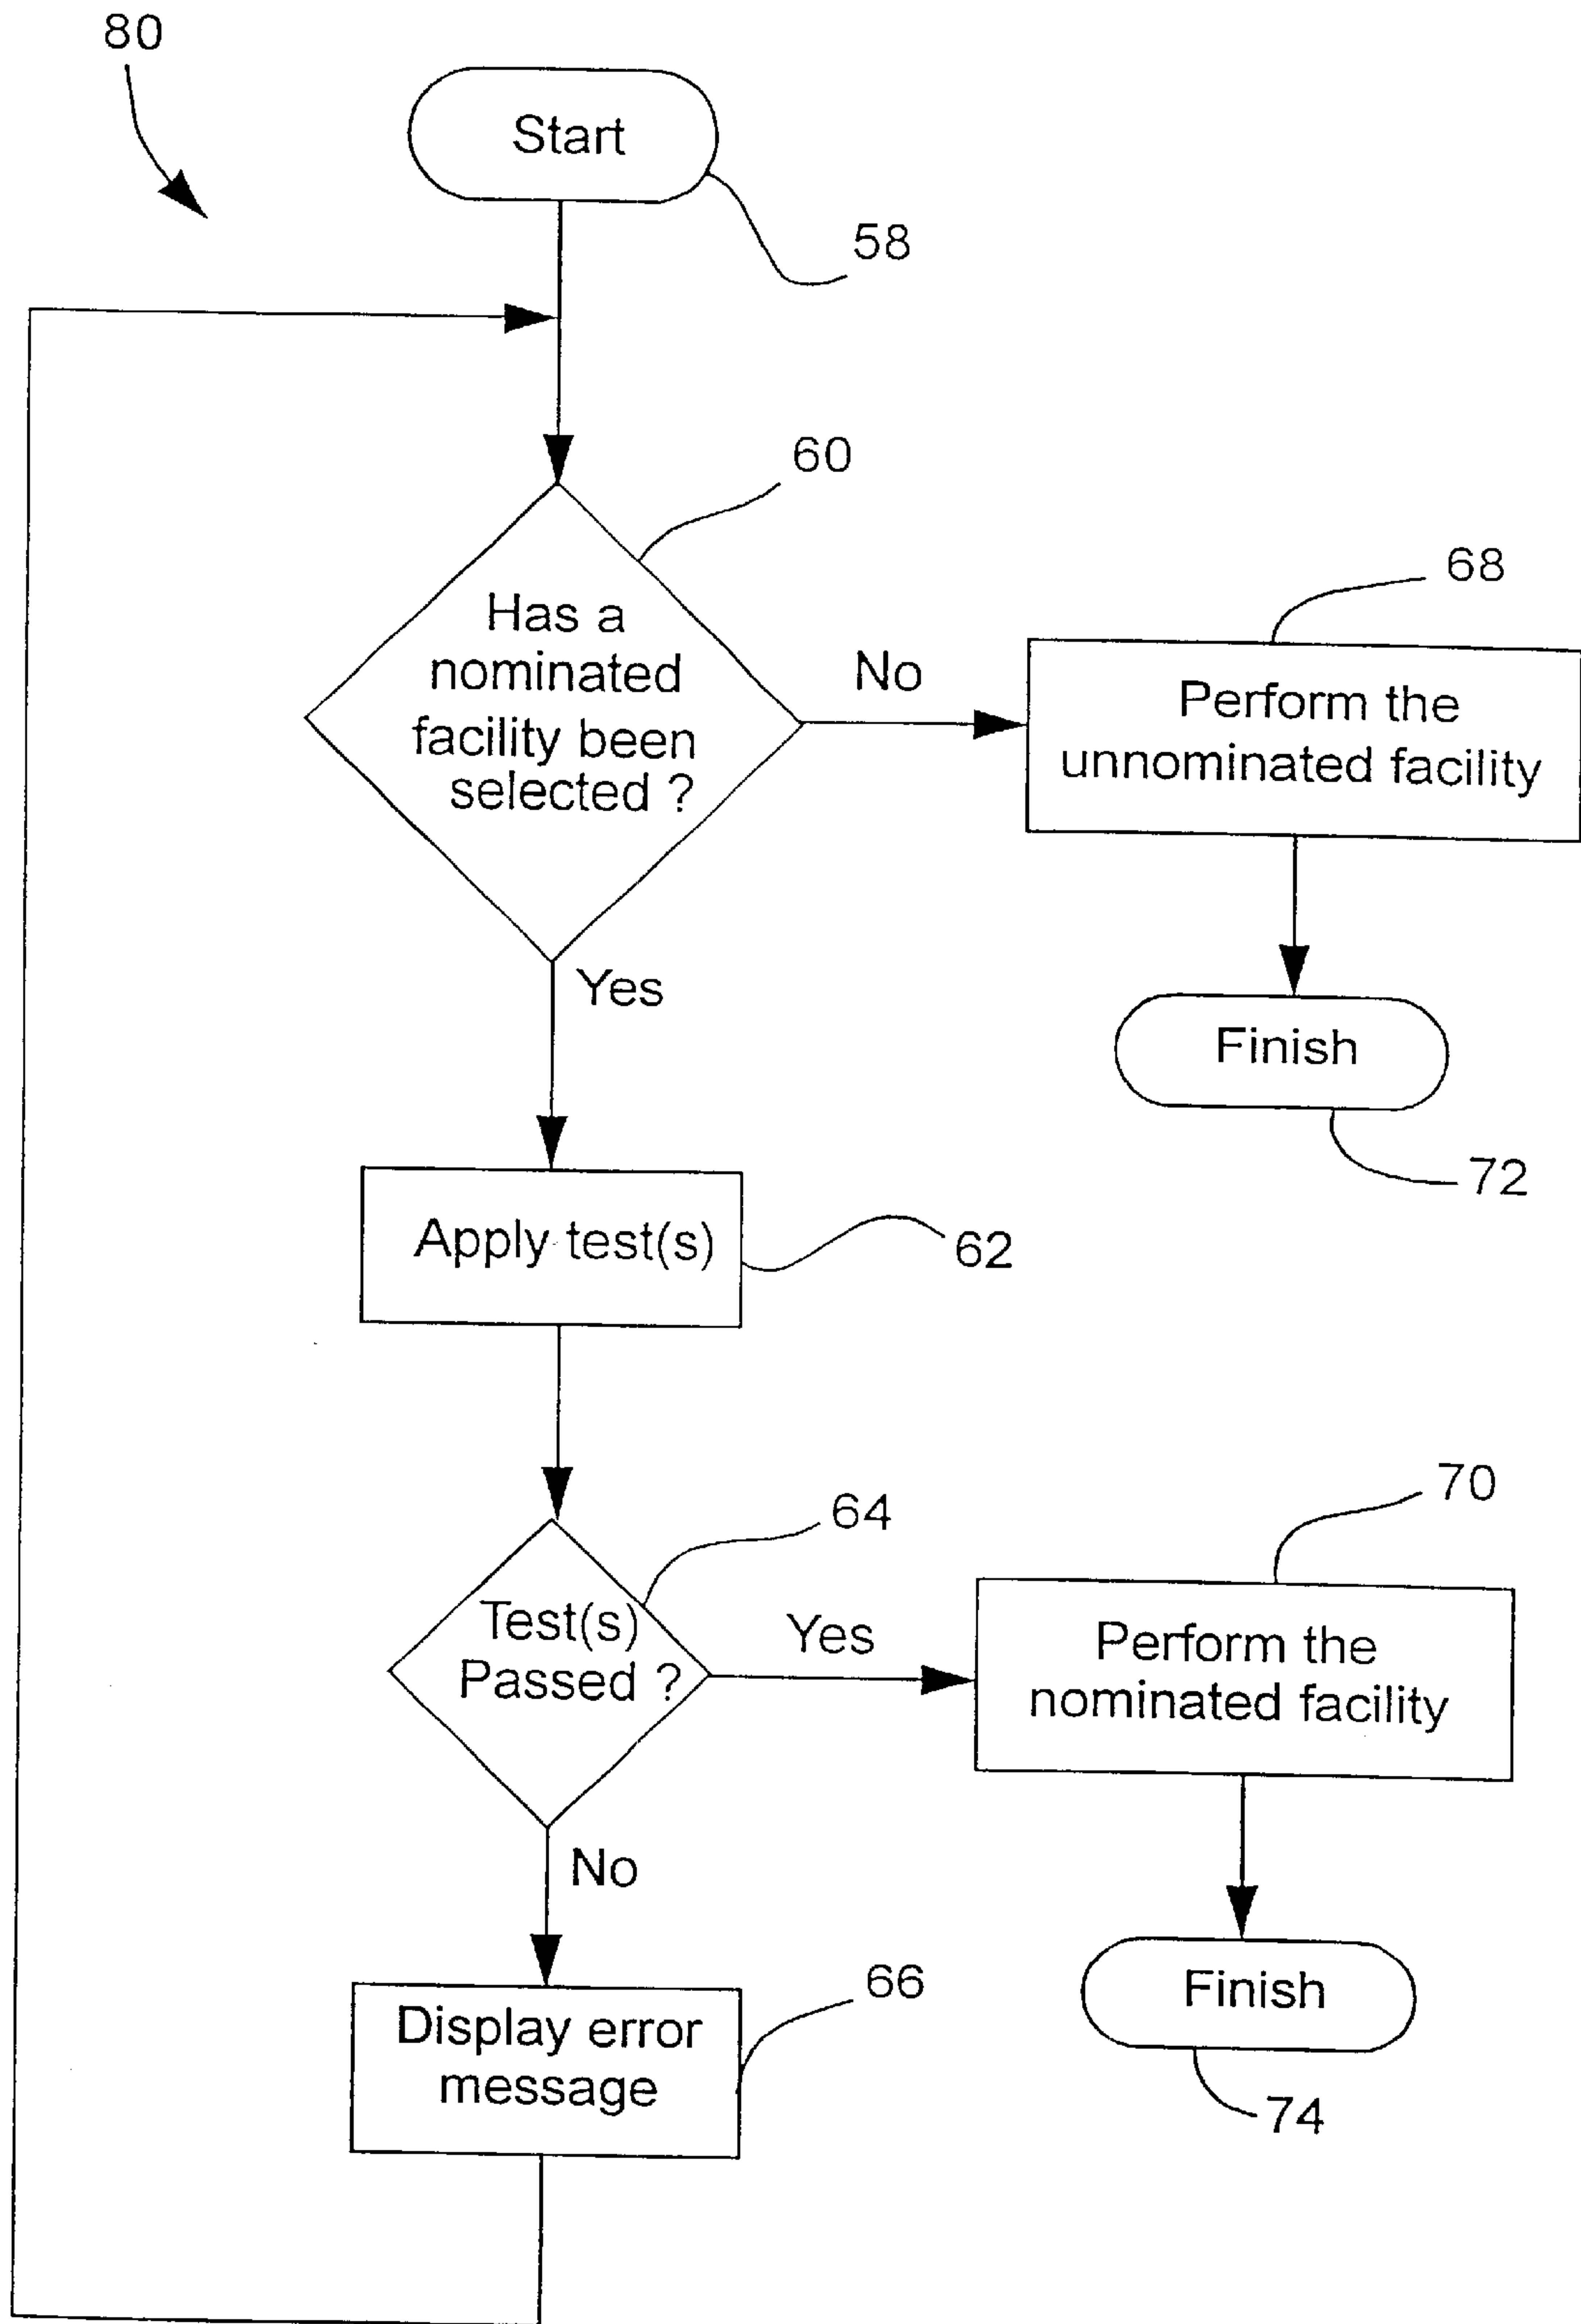 80
Start
58
60
Has a
nominated
facility been
selected ?
No
68
Perform the
unnominated facility
Yes
Finish
72
Apply test(s)
62
64
Test(s)
Passed ?
Yes
70
Perform the
nominated facility
No
Finish
74
Display error
message
66